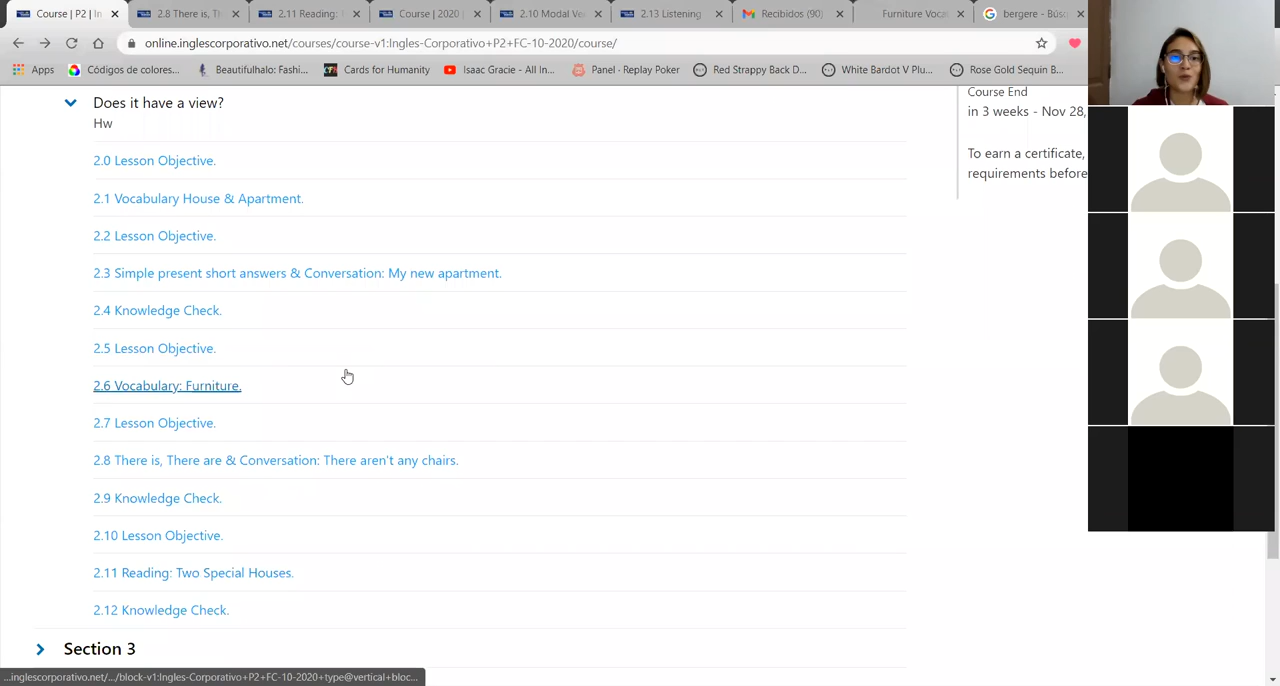 Course | P2 | In
2.8 There is, Th
2.11 Reading: 
Course | 2020 |
2.10 Modal Ve
2.13 Listening
Recibidos (90)
Furniture Voca
bergere - Búsq
online.inglescorporativo.net/courses/course-v1:Ingles-Corporativo+P2+FC-10-2020/course/
Apps
Códigos de colores...
Beautifulhalo: Fashi...
Cards for Humanity
Isaac Gracie - All In...
Panel · Replay Poker
Red Strappy Back D...
White Bardot V Plu...
Rose Gold Sequin B...
Does it have a view?
Hw
2.0 Lesson Objective.
2.1 Vocabulary House & Apartment.
2.2 Lesson Objective.
2.3 Simple present short answers & Conversation: My new apartment.
2.4 Knowledge Check.
2.5 Lesson Objective.
2.6 Vocabulary: Furniture.
2.7 Lesson Objective.
2.8 There is, There are & Conversation: There aren't any chairs.
2.9 Knowledge Check.
2.10 Lesson Objective.
2.11 Reading: Two Special Houses.
2.12 Knowledge Check.
Section 3
Course End
in 3 weeks - Nov 28,
To earn a certificate,
requirements before
...inglescorporativo.net/.../block-v1:Ingles-Corporativo+P2+FC-10-2020+type@vertical+bloc...